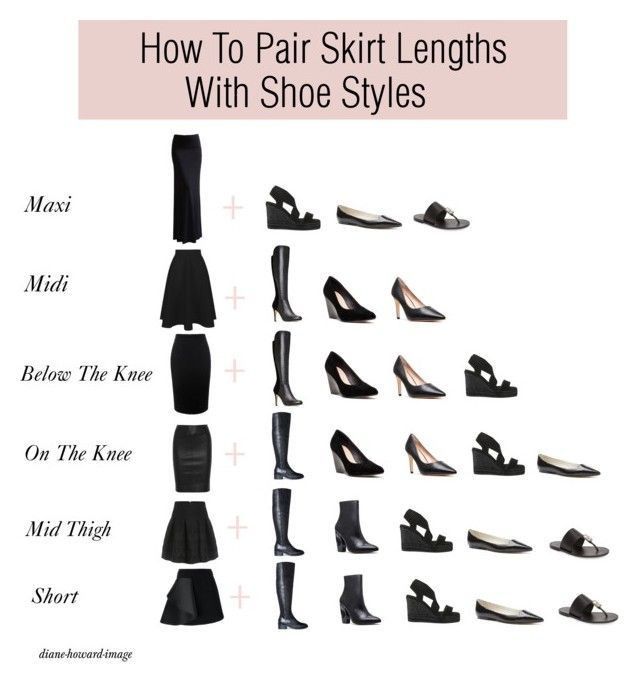 How To Pair Skirt Lengths
With Shoe Styles
Maxi
Midi
Below The Knee
On The Knee
Mid Thigh
Short
diane-howard-image